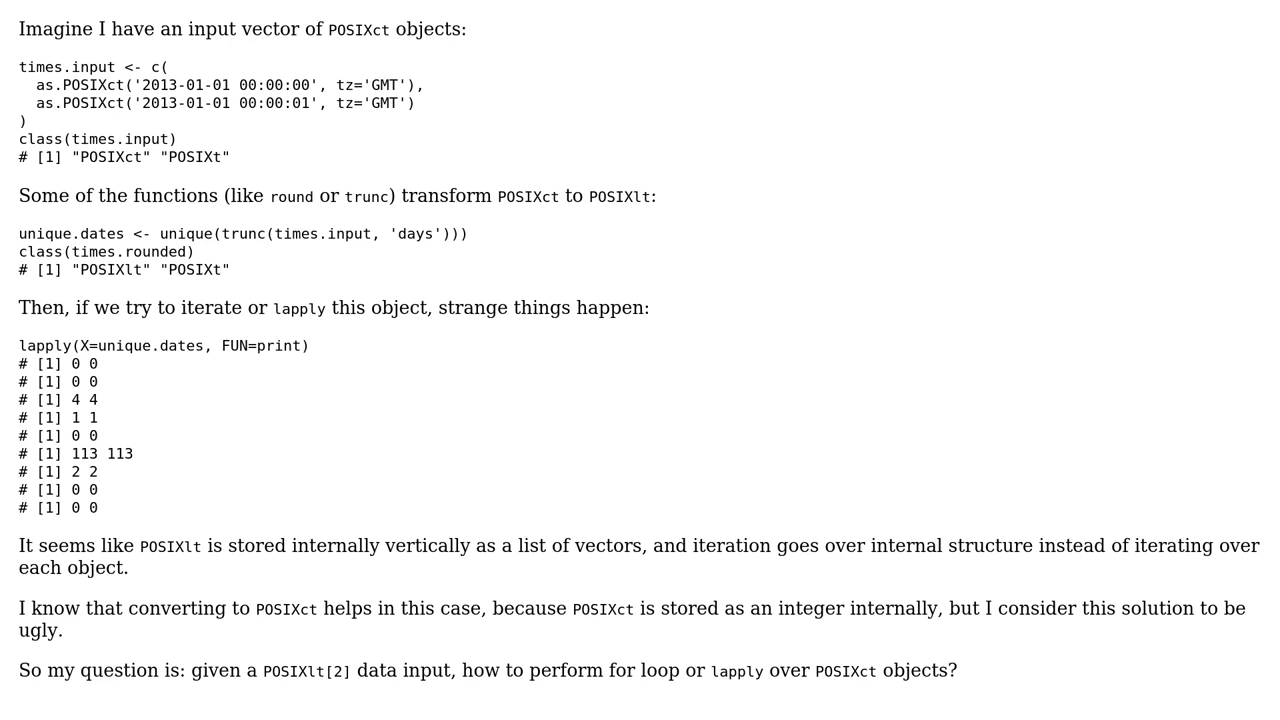 Imagine I have an input vector of POSIXct objects:
times.input <- c(
  as.POSIXct('2013-01-01 00:00:00', tz='GMT'),
  as.POSIXct('2013-01-01 00:00:01', tz='GMT')
)
class(times.input)
# [1] "POSIXct" "POSIXt"
Some of the functions (like round or trunc) transform POSIXct to POSIXlt:
unique.dates <- unique(trunc(times.input, 'days')))
class(times.rounded)
# [1] "POSIXlt" "POSIXt"
Then, if we try to iterate or lapply this object, strange things happen:
lapply(X=unique.dates, FUN=print)
# [1] 0 0
# [1] 0 0
# [1] 4 4
# [1] 1 1
# [1] 0 0
# [1] 113 113
# [1] 2 2
# [1] 0 0
# [1] 0 0
It seems like POSIXlt is stored internally vertically as a list of vectors, and iteration goes over internal structure instead of iterating over
each object.
I know that converting to POSIXct helps in this case, because POSIXct is stored as an integer internally, but I consider this solution to be
ugly.
So my question is: given a POSIXlt[2] data input, how to perform for loop or lapply over POSIXct objects?